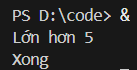 PS D:\code> &
Lớn hơn 5
Xong